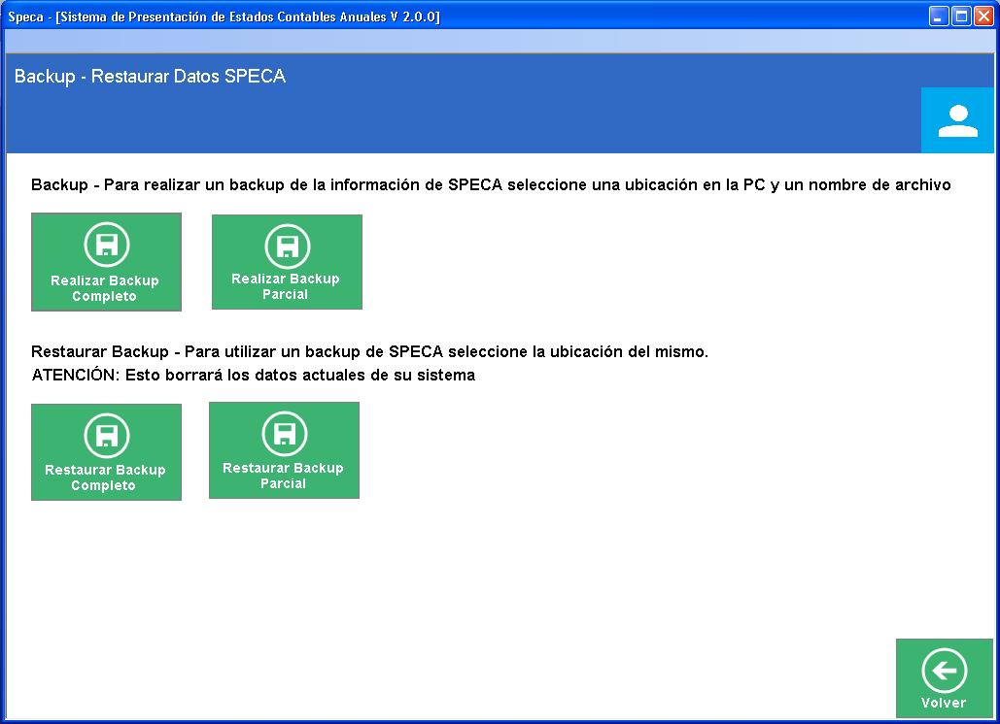 Speca - [Sistema de Presentación de Estados Contables Anuales V 2.0.0]
Backup - Restaurar Datos SPECA
Backup - Para realizar un backup de la información de SPECA seleccione una ubicación en la PC y un nombre de archivo
Realizar Backup
Completo
Realizar Backup
Parcial
Restaurar Backup - Para utilizar un backup de SPECA seleccione la ubicación del mismo.
ATENCIÓN: Esto borrará los datos actuales de su sistema
Restaurar Backup
Completo
Restaurar Backup
Parcial
Volver